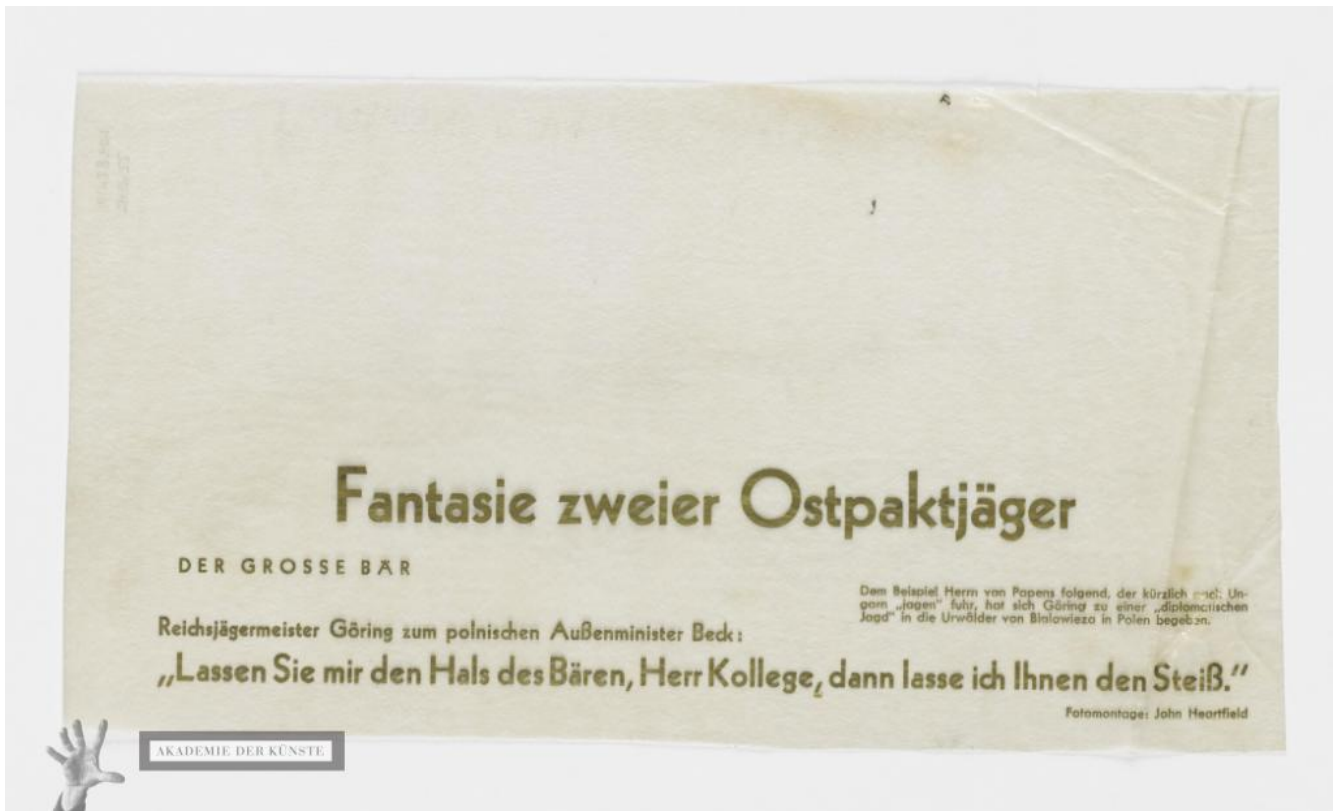 Fantasie zweier Ostpaktjäger
DER GROSSE BÄR
Dem Beispiel Herrn von Papens folgend, der kürzlich Un-
garn „jagen" fuhr, hat sich Göring zu einer „diplomatischen
Jagd" in die Urwälder von Bialowieza in Polen begeben.
Reichsjägermeister Göring zum polnischen Außenminister Beck:
„Lassen Sie mir den Hals des Bären, Herr Kollege, dann lasse ich Ihnen den Steiß."
Fotomontage: John Heartfield
AKADEMIE DER KÜNSTE